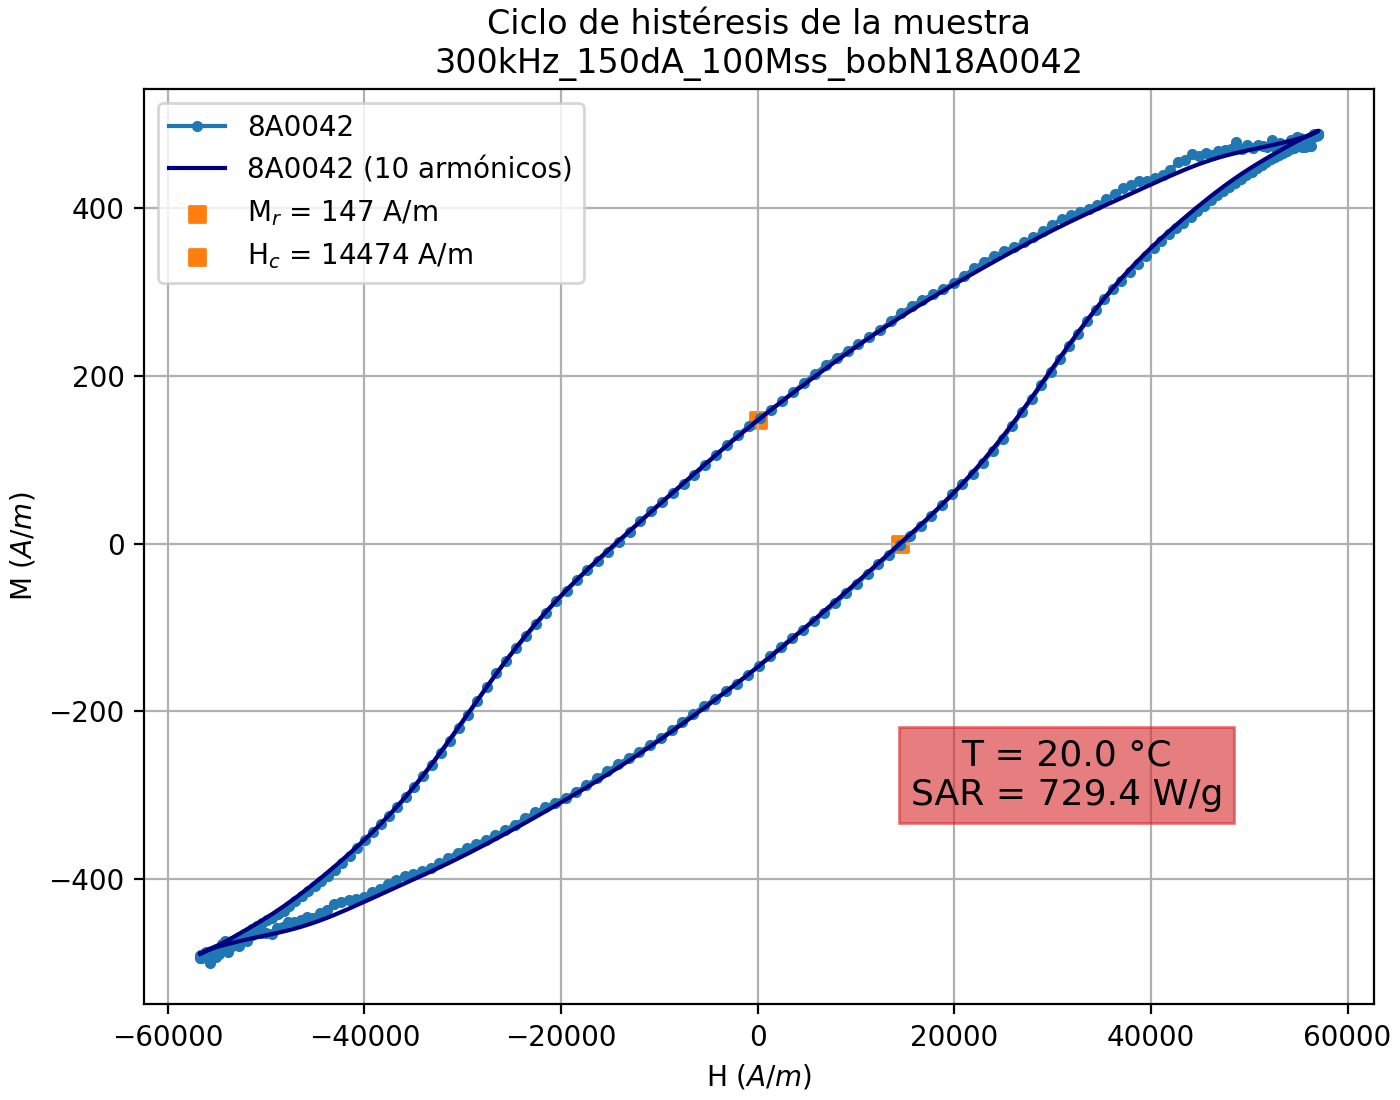 Ciclo de histéresis de la muestra
300kHz_150dA_100Mss_bobN18A0042
8A0042
8A0042 (10 armónicos)
Mᵣ = 147 A/m
H꜀ = 14474 A/m
400
200
0
−200
−400
M (A/m)
T = 20.0 °C
SAR = 729.4 W/g
−60000 −40000 −20000 0 20000 40000 60000
H (A/m)